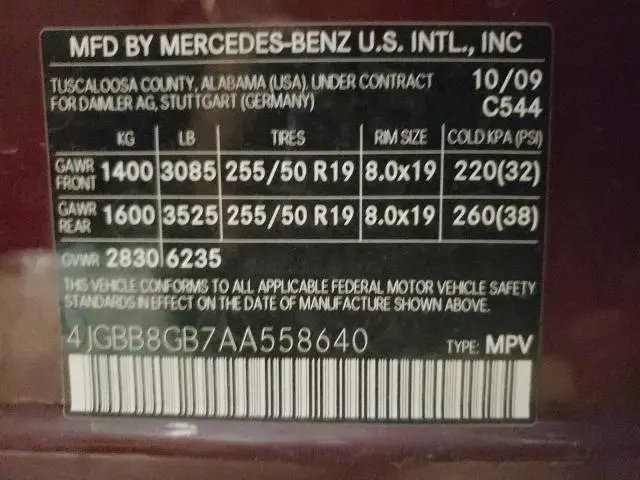 MFD BY MERCEDES-BENZ U.S. INTL., INC
TUSCALOOSA COUNTY, ALABAMA (USA), UNDER CONTRACT 10/09
FOR DAIMLER AG, STUTTGART (GERMANY) C544
KG LB TIRES RIM SIZE COLD KPA (PSI)
GAWR FRONT 1400 3085 255/50 R19 8.0x19 220(32)
GAWR REAR 1600 3525 255/50 R19 8.0x19 260(38)
GVWR 2830 6235
THIS VEHICLE CONFORMS TO ALL APPLICABLE FEDERAL MOTOR VEHICLE SAFETY
STANDARDS IN EFFECT ON THE DATE OF MANUFACTURE SHOWN ABOVE.
4JGBB8GB7AA558640 TYPE: MPV